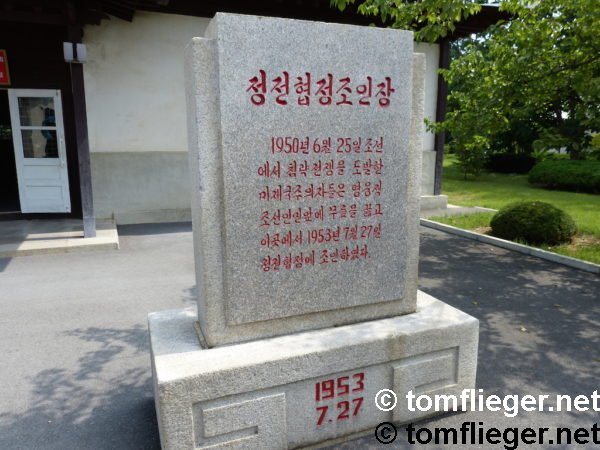 정전협정조인장
1950년 6월 25일 조선
에서 침략전쟁을 도발한
미제국주의자들은 영웅적
조선인민앞에 무릎을 꿇고
이곳에서 1953년 7월 27일
정전협정에 조인하였다.
1953
7.27
© tomflieger.net
© tomflieger.net